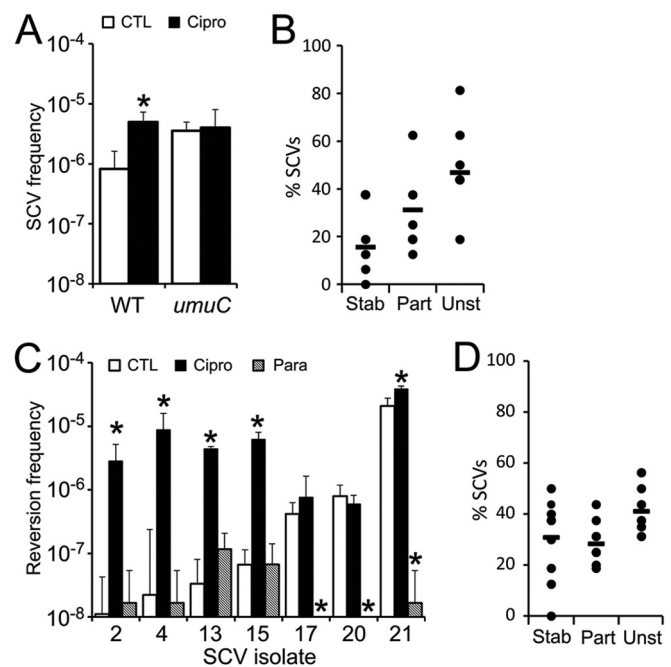 A
CTL Cipro
SCV frequency
10-4
10-5
10-6
10-7
10-8
*
WT umuC
B
% SCVs
100
80
60
40
20
0
Stab Part Unst
C
CTL Cipro Para
Reversion frequency
10-4
10-5
10-6
10-7
10-8
* * * * * * * *
2 4 13 15 17 20 21
SCV isolate
D
% SCVs
100
80
60
40
20
0
Stab Part Unst